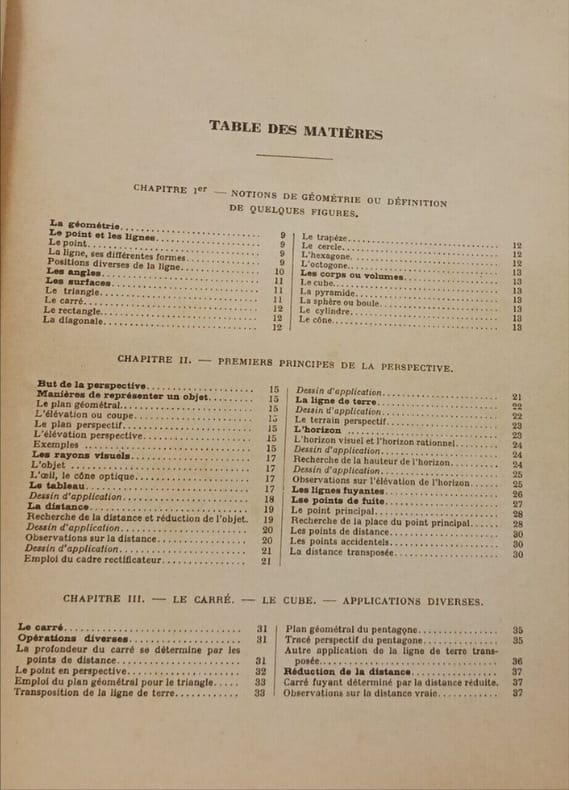 TABLE DES MATIÈRES
CHAPITRE 1er — NOTIONS DE GÉOMÉTRIE OU DÉFINITION
DE QUELQUES FIGURES.
La géométrie 9
Le point et les lignes 9
Le point 9
La ligne, ses différentes formes 9
Positions diverses de la ligne 10
Les angles 11
Les surfaces 11
Le triangle 11
Le carré 12
Le rectangle 12
La diagonale 12
Le trapèze 12
Le cercle 12
L'hexagone 12
L'octogone 13
Les corps ou volumes 13
Le cube 13
La pyramide 13
La sphère ou boule 13
Le cylindre 13
Le cône 13
CHAPITRE II. — PREMIERS PRINCIPES DE LA PERSPECTIVE.
But de la perspective 15
Manières de représenter un objet 15
Le plan géométral 15
L'élévation ou coupe 15
Le plan perspectif 15
L'élévation perspective 15
Exemples 15
Les rayons visuels 17
L'objet 17
L'œil, le cône optique 17
Le tableau 17
Dessin d'application 18
La distance 19
Recherche de la distance et réduction de l'objet. 19
Dessin d'application 20
Observations sur la distance 20
Dessin d'application 21
Emploi du cadre rectificateur 21
Dessin d'application 21
La ligne de terre 22
Dessin d'application 22
Le terrain perspectif 23
L'horizon 23
L'horizon visuel et l'horizon rationnel 24
Dessin d'application 24
Recherche de la hauteur de l'horizon 24
Dessin d'application 25
Observations sur l'élévation de l'horizon 25
Les lignes fuyantes 26
Lse points de fuite 27
Le point principal 28
Recherche de la place du point principal 28
Les points de distance 30
Les points accidentels 30
La distance transposée 30
CHAPITRE III. — LE CARRÉ. — LE CUBE. — APPLICATIONS DIVERSES.
Le carré 31
Opérations diverses 31
La profondeur du carré se détermine par les
points de distance 31
Le point en perspective 32
Emploi du plan géométral pour le triangle 33
Transposition de la ligne de terre 33
Plan géométral du pentagone 35
Tracé perspectif du pentagone 35
Autre application de la ligne de terre trans-
posée 36
Réduction de la distance 37
Carré fuyant déterminé par la distance réduite. 37
Observations sur la distance vraie 37